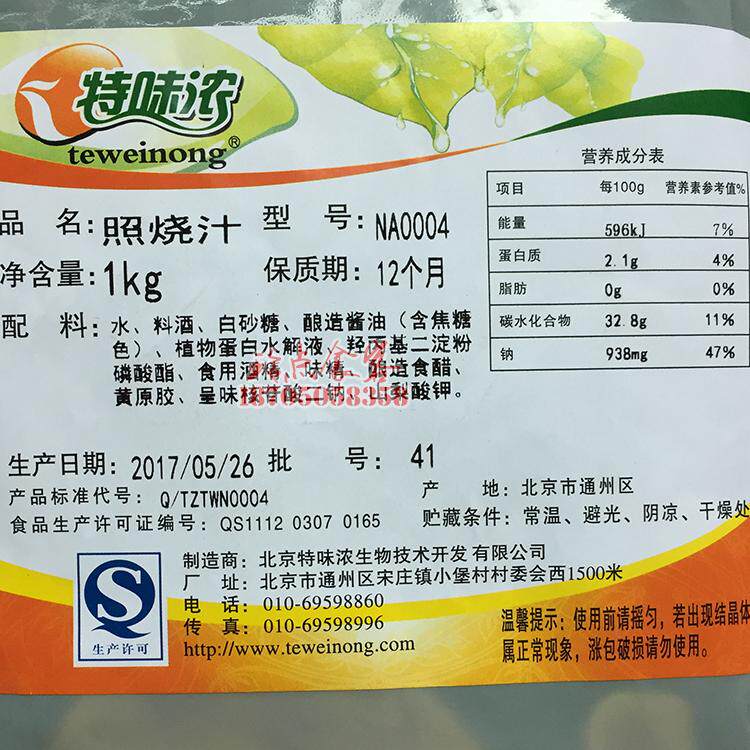 特味浓
teweinong®
营养成分表
项目 每100g 营养素参考值%
能量 596kJ 7%
蛋白质 2.1g 4%
脂肪 0g 0%
碳水化合物 32.8g 11%
钠 938mg 47%
品 名: 照烧汁 型 号: NA0004
净含量: 1kg 保质期: 12个月
配 料: 水、料酒、白砂糖、酿造酱油（含焦糖
色）、植物蛋白水解液、羟丙基二淀粉
磷酸酯、食用酒精、味精、酿造食醋、
黄原胶、呈味核苷酸二钠、山梨酸钾。
生产日期: 2017/05/26 批 号: 41
产品标准代号: Q/TZTWN0004
产 地: 北京市通州区
食品生产许可证编号: QS1112 0307 0165
贮藏条件: 常温、避光、阴凉、干燥处
制造商: 北京特味浓生物技术开发有限公司
厂 址: 北京市通州区宋庄镇小堡村村委会西1500米
电 话: 010-69598860
传 真: 010-69598996
http://www.teweinong.com
生产许可
温馨提示: 使用前请摇匀，若出现结晶体
属正常现象，涨包破损请勿使用。